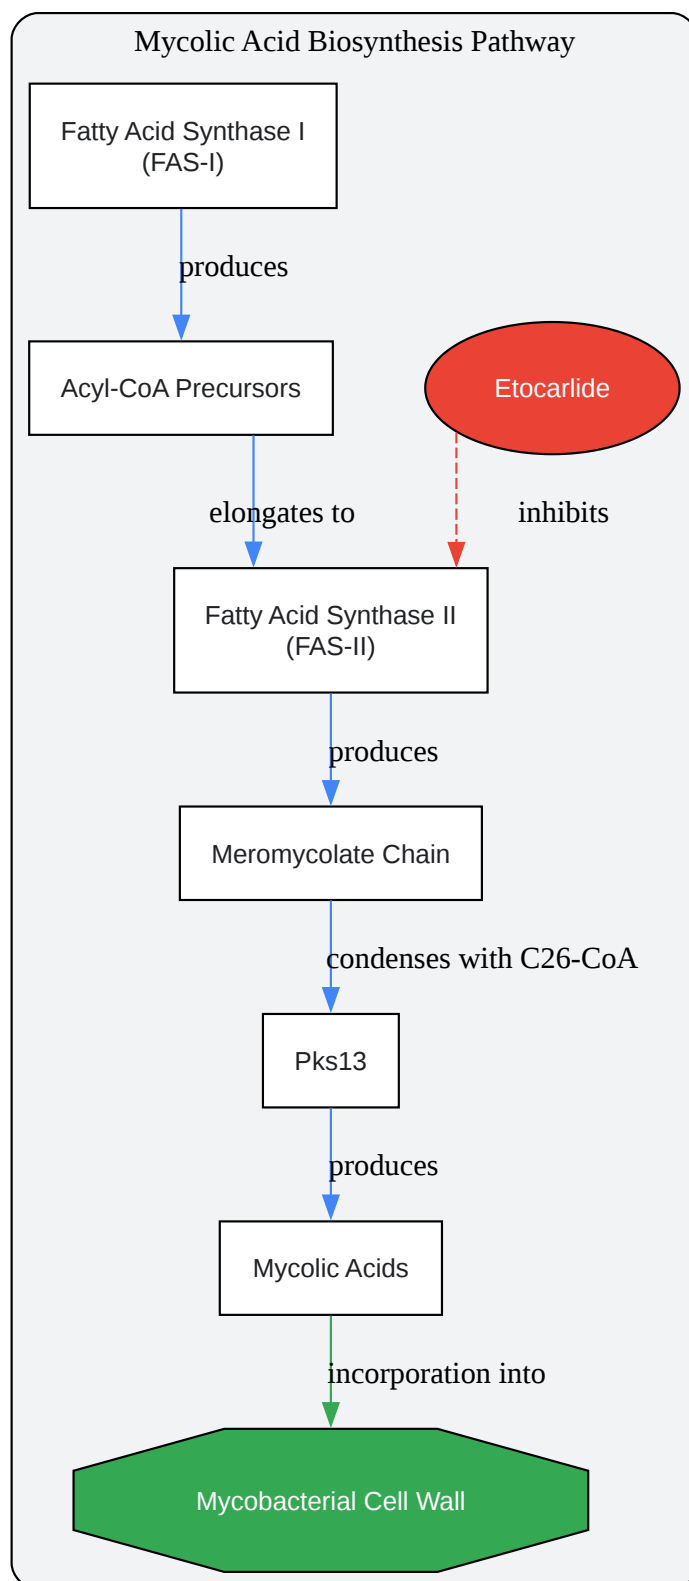 Mycolic Acid Biosynthesis Pathway
Fatty Acid Synthase I
(FAS-I)
produces
Acyl-CoA Precursors
Etocarlide
elongates to
inhibits
Fatty Acid Synthase II
(FAS-II)
produces
Meromycolate Chain
condenses with C26-CoA
Pks13
produces
Mycolic Acids
incorporation into
Mycobacterial Cell Wall